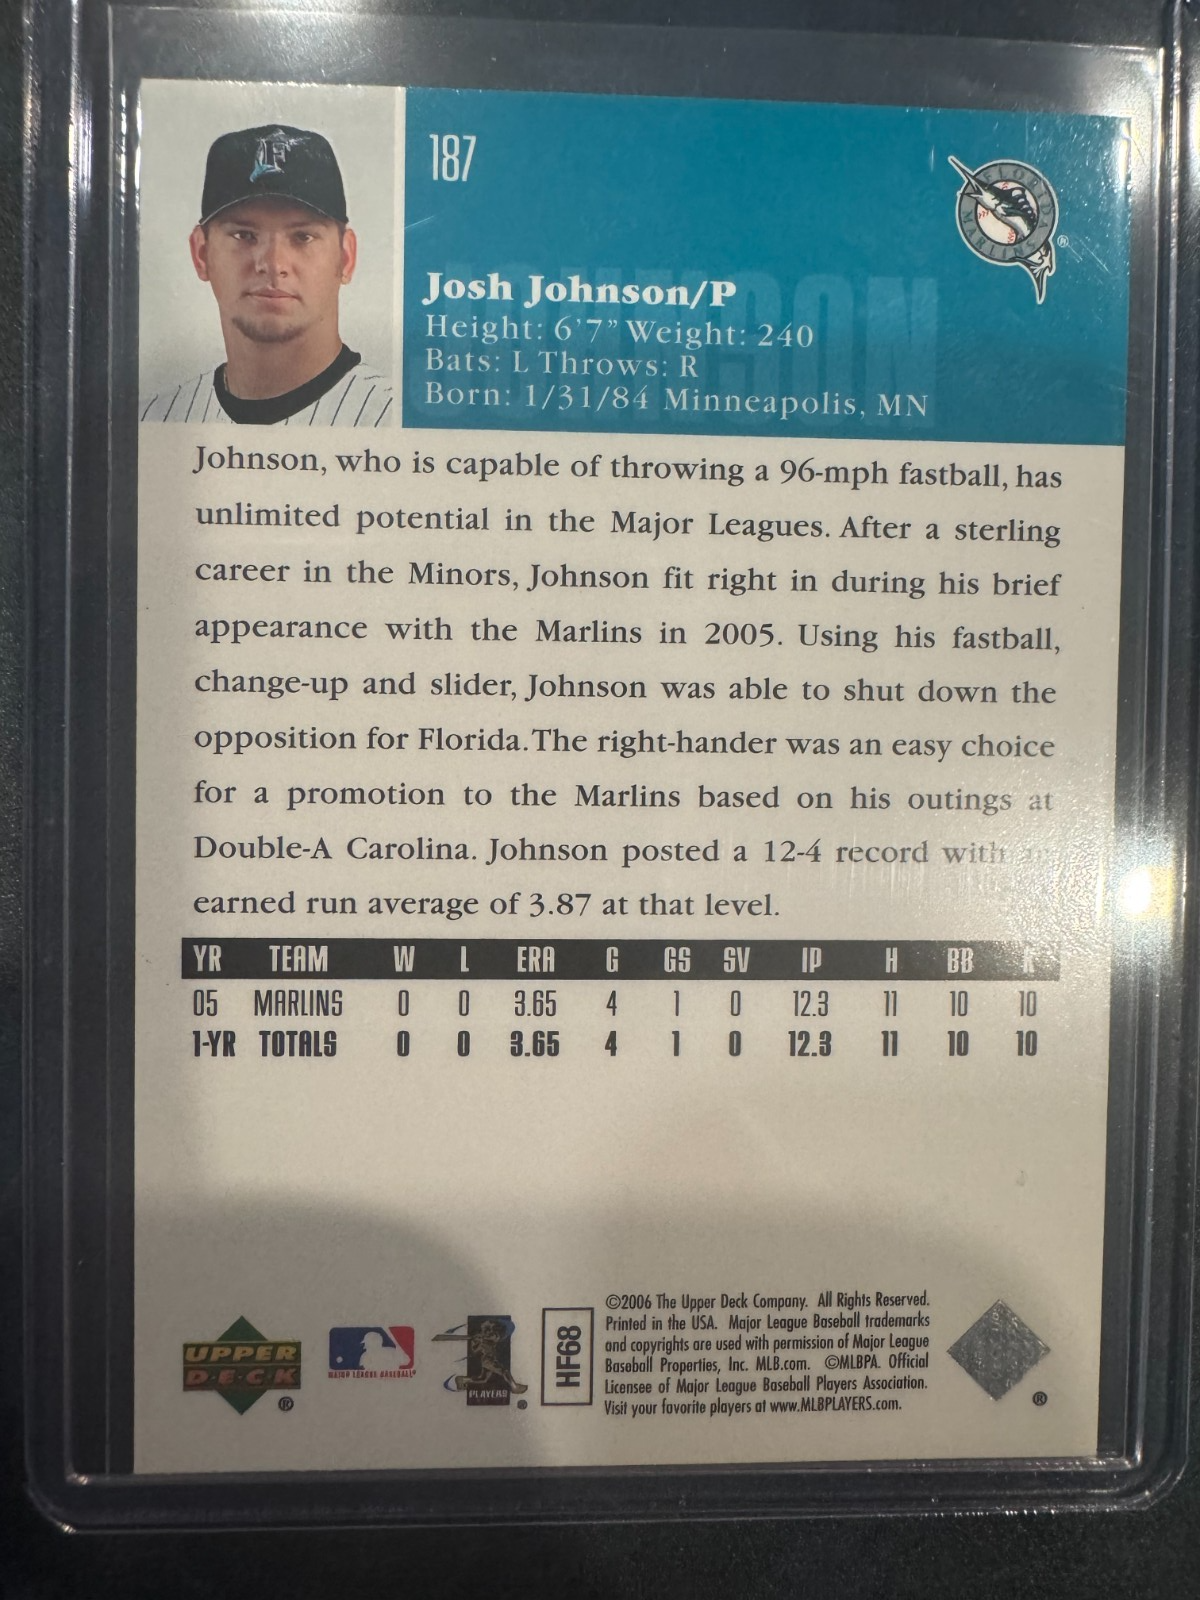 187
F
FLORIDA
MARLINS
®
JOHNSON
Josh Johnson/P
Height: 6'7" Weight: 240
Bats: L Throws: R
Born: 1/31/84 Minneapolis, MN
Johnson, who is capable of throwing a 96-mph fastball, has
unlimited potential in the Major Leagues. After a sterling
career in the Minors, Johnson fit right in during his brief
appearance with the Marlins in 2005. Using his fastball,
change-up and slider, Johnson was able to shut down the
opposition for Florida. The right-hander was an easy choice
for a promotion to the Marlins based on his outings at
Double-A Carolina. Johnson posted a 12-4 record with
earned run average of 3.87 at that level.
YR TEAM W L ERA G GS SV IP H BB K
05 MARLINS 0 0 3.65 4 1 0 12.3 11 10 10
1-YR TOTALS 0 0 3.65 4 1 0 12.3 11 10 10
UPPER
DECK
®
MAJOR LEAGUE BASEBALL®
PLAYERS
®
HF68
©2006 The Upper Deck Company. All Rights Reserved.
Printed in the USA. Major League Baseball trademarks
and copyrights are used with permission of Major League
Baseball Properties, Inc. MLB.com. ©MLBPA. Official
Licensee of Major League Baseball Players Association.
Visit your favorite players at www.MLBPLAYERS.com.
®